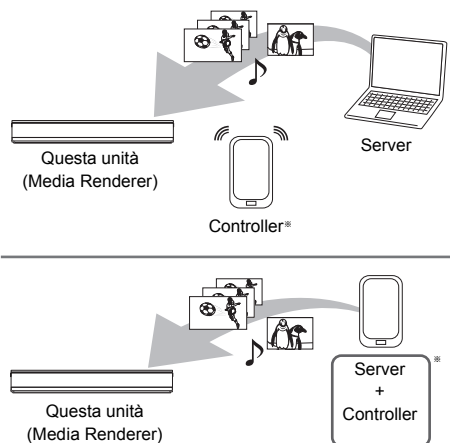 Server
Questa unità
(Media Renderer)
Controller※
Server
+
Controller
※
Questa unità
(Media Renderer)